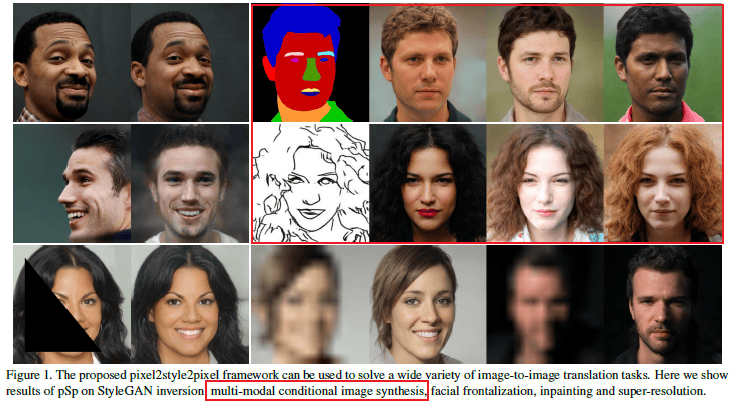 Figure 1. The proposed pixel2style2pixel framework can be used to solve a wide variety of image-to-image translation tasks. Here we show
results of pSp on StyleGAN inversion, multi-modal conditional image synthesis, facial frontalization, inpainting and super-resolution.